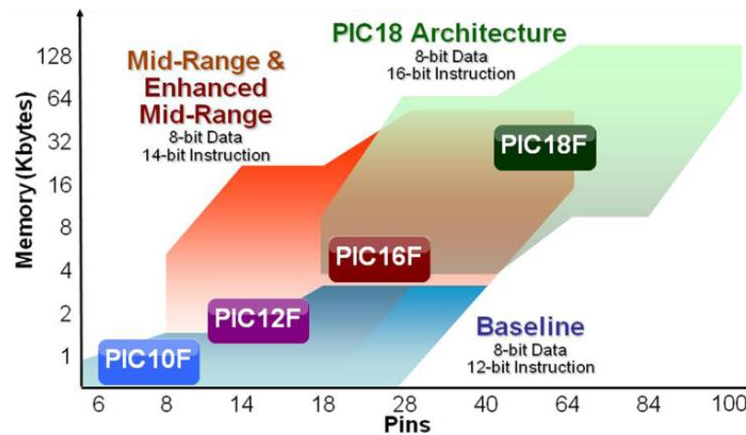 PIC18 Architecture
8-bit Data
16-bit Instruction
Mid-Range &
Enhanced
Mid-Range
8-bit Data
14-bit Instruction
PIC18F
PIC16F
PIC12F
PIC10F
Baseline
8-bit Data
12-bit Instruction
Memory (Kbytes)
128
64
32
16
8
4
2
1
6 8 14 18 28 40 64 84 100
Pins